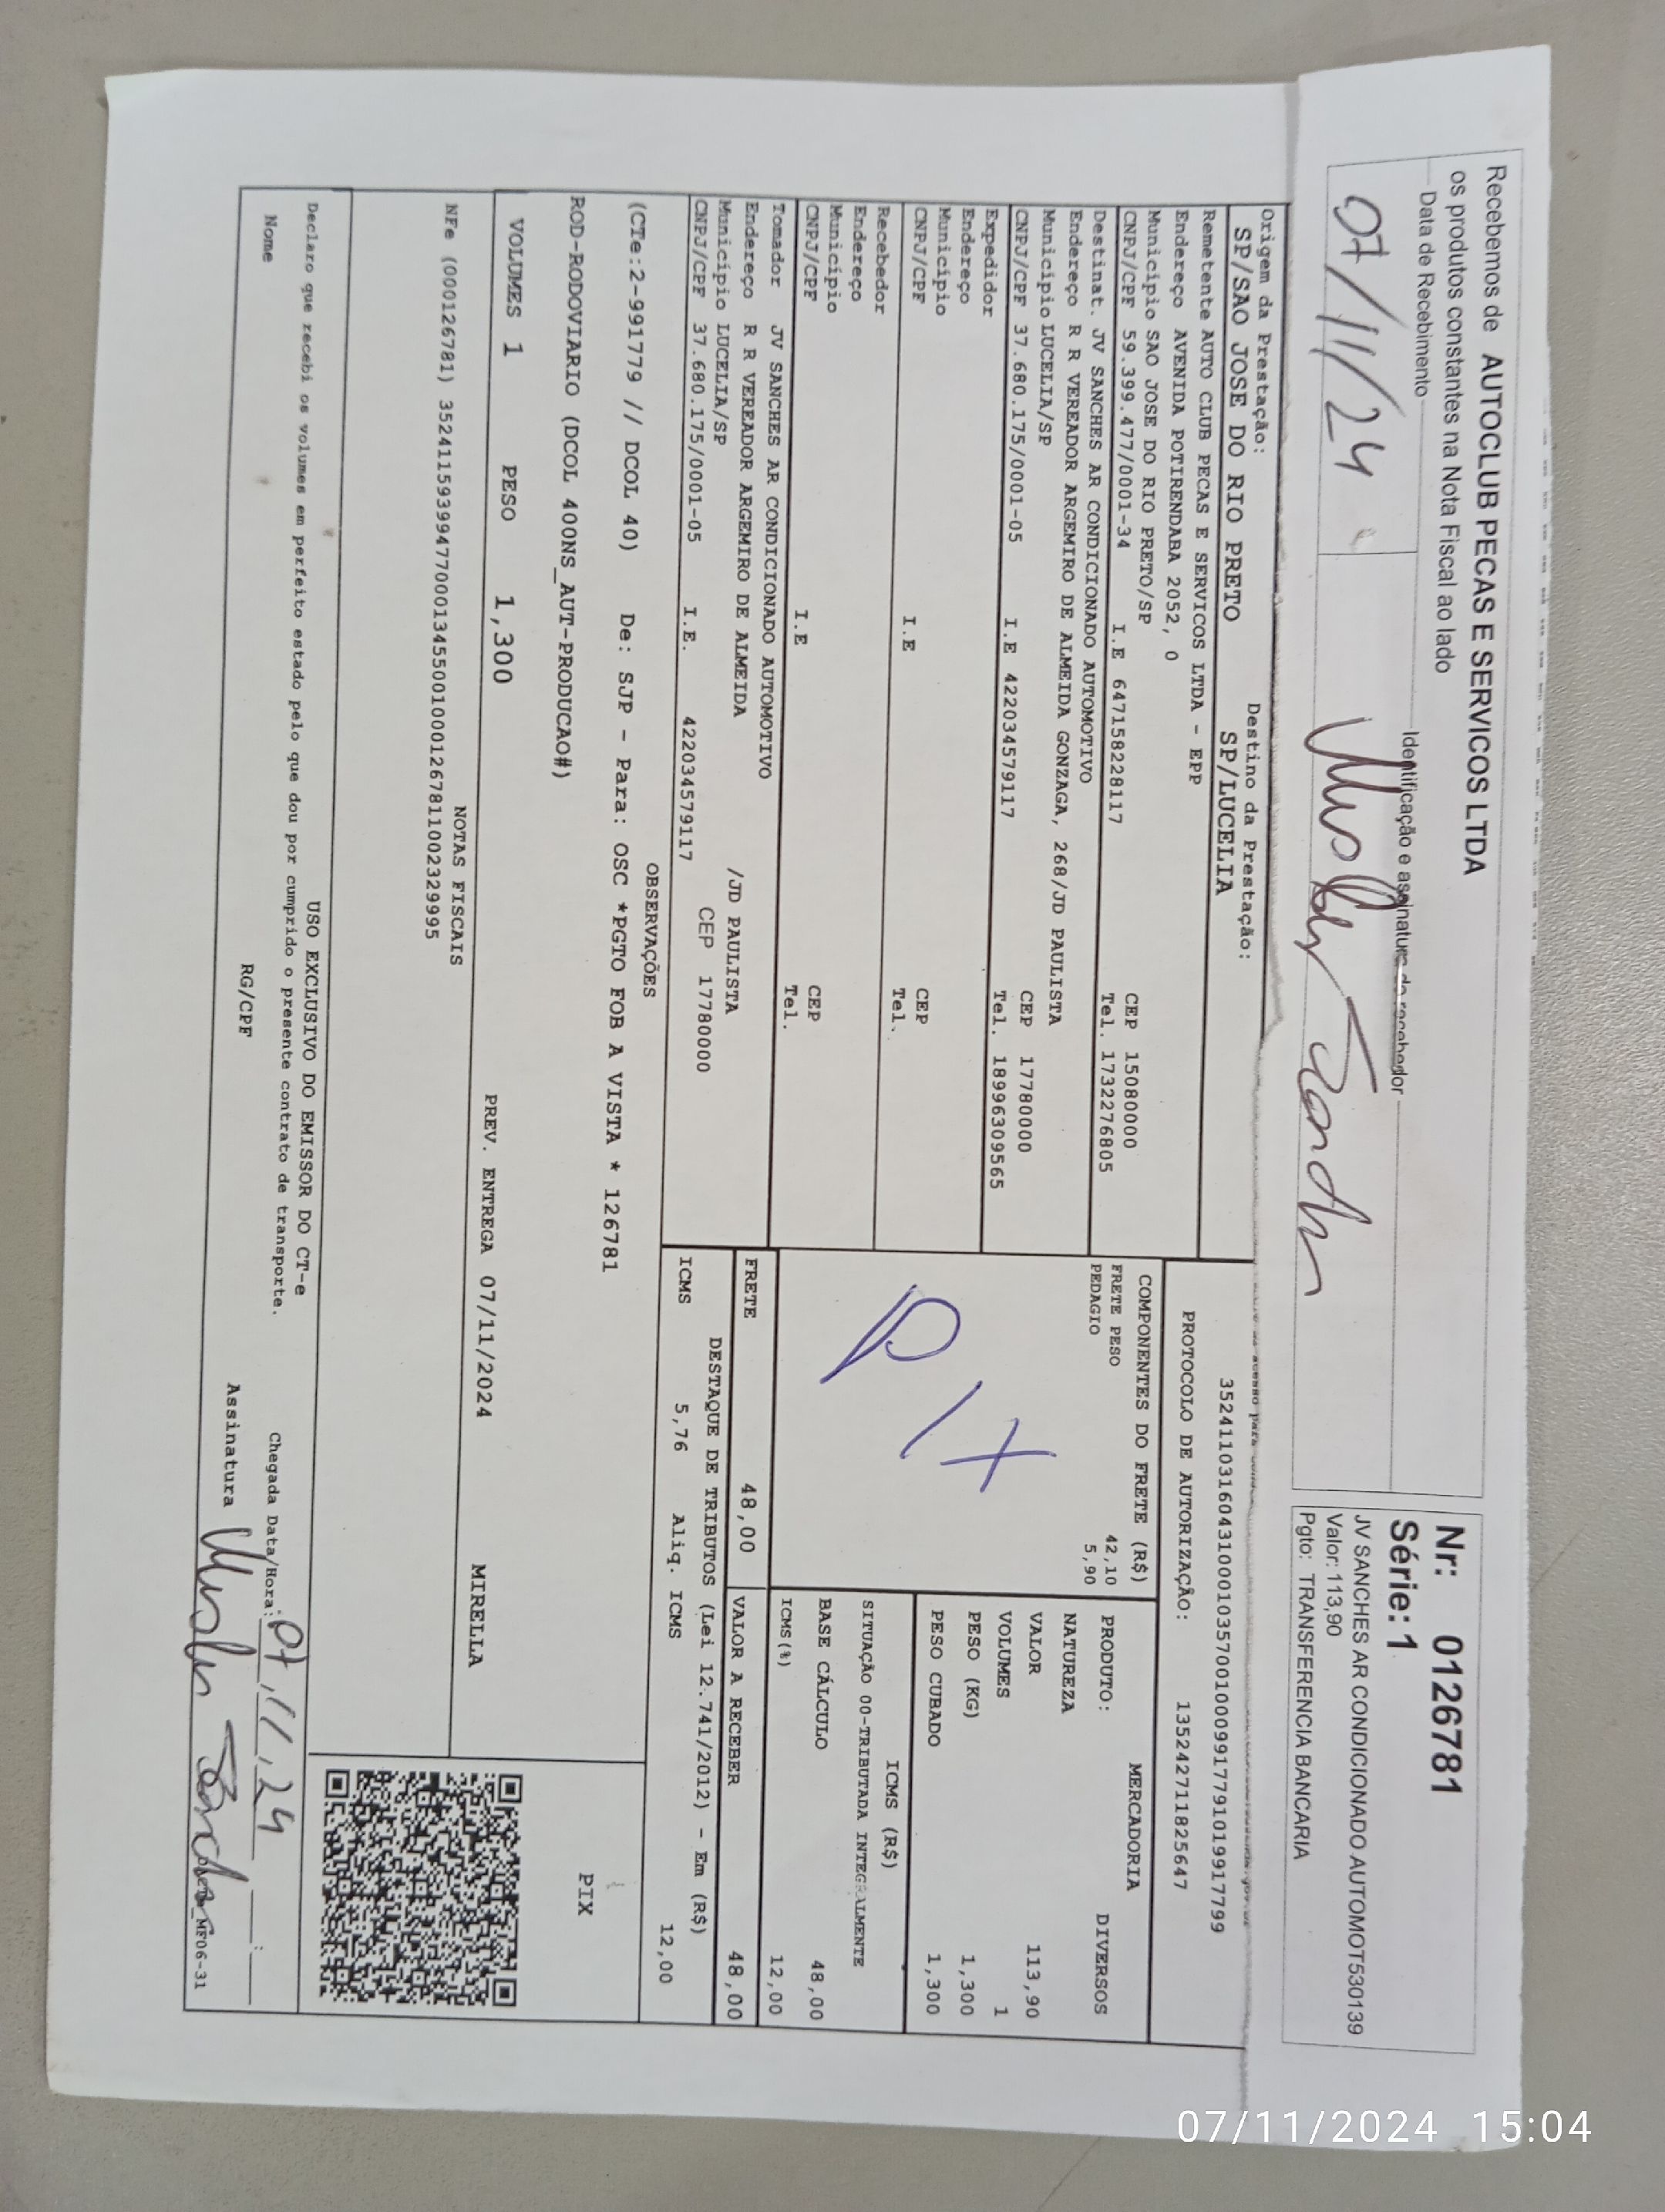 Recebemos de AUTOCLUB PECAS E SERVICOS LTDA
os produtos constantes na Nota Fiscal ao lado
Data de Recebimento
Identificação e assinatura do recebedor
07/11/24
Nr: 0126781
Série:1
JV SANCHES AR CONDICIONADO AUTOMOT530139
Valor: 113,90
Pgto: TRANSFERENCIA BANCARIA
Origem da Prestação: Destino da Prestação:
SP/SAO JOSE DO RIO PRETO SP/LUCELIA
Remetente AUTO CLUB PECAS E SERVICOS LTDA - EPP
Endereço AVENIDA POTIRENDABA 2052, 0
Município SAO JOSE DO RIO PRETO/SP CEP 15080000
CNPJ/CPF 59.399.477/0001-34 I.E 647158228117 Tel. 1732276805
Destinat. JV SANCHES AR CONDICIONADO AUTOMOTIVO
Endereço R R VEREADOR ARGEMIRO DE ALMEIDA GONZAGA, 268/JD PAULISTA
Município LUCELIA/SP CEP 17780000
CNPJ/CPF 37.680.175/0001-05 I.E 422034579117 Tel. 18996309565
Expedidor
Endereço
Município CEP
CNPJ/CPF I.E Tel.
Recebedor
Endereço
Município CEP
CNPJ/CPF I.E Tel.
Tomador JV SANCHES AR CONDICIONADO AUTOMOTIVO
Endereço R R VEREADOR ARGEMIRO DE ALMEIDA /JD PAULISTA
Município LUCELIA/SP CEP 17780000
CNPJ/CPF 37.680.175/0001-05 I.E. 422034579117
35241103160431000103570010009917791019917799
PROTOCOLO DE AUTORIZAÇÃO: 135242711825647
COMPONENTES DO FRETE (R$)
FRETE PESO 42,10
PEDAGIO 5,90
PIX
MERCADORIA
PRODUTO: DIVERSOS
NATUREZA
VALOR 113,90
VOLUMES 1
PESO (KG) 1,300
PESO CUBADO 1,300
ICMS (R$)
SITUAÇÃO 00-TRIBUTADA INTEGRALMENTE
BASE CÁLCULO 48,00
ICMS(%) 12,00
FRETE 48,00 VALOR A RECEBER 48,00
DESTAQUE DE TRIBUTOS (Lei 12.741/2012) - Em (R$)
ICMS 5,76 Aliq. ICMS 12,00
OBSERVAÇÕES
(CTe:2-991779 // DCOL 40) De: SJP - Para: OSC *PGTO FOB A VISTA * 126781
ROD-RODOVIARIO (DCOL 400NS_AUT-PRODUCAO#)
PIX
VOLUMES 1 PESO 1,300 PREV. ENTREGA 07/11/2024 MIRELLA
NOTAS FISCAIS
NFe (000126781) 35241159399477000134550010001267811002329995
USO EXCLUSIVO DO EMISSOR DO CT-e
Declaro que recebi os volumes em perfeito estado pelo que dou por cumprido o presente contrato de transporte.
Chegada Data/Hora: 07.11.24
Nome RG/CPF Assinatura
MF06-31
07/11/2024 15:04